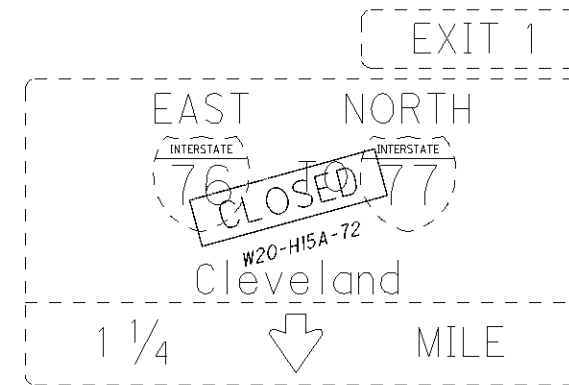 EXIT 1
EAST NORTH
INTERSTATE INTERSTATE
76 TO 77
CLOSED
W20-H15A-72
Cleveland
1 1/4 MILE